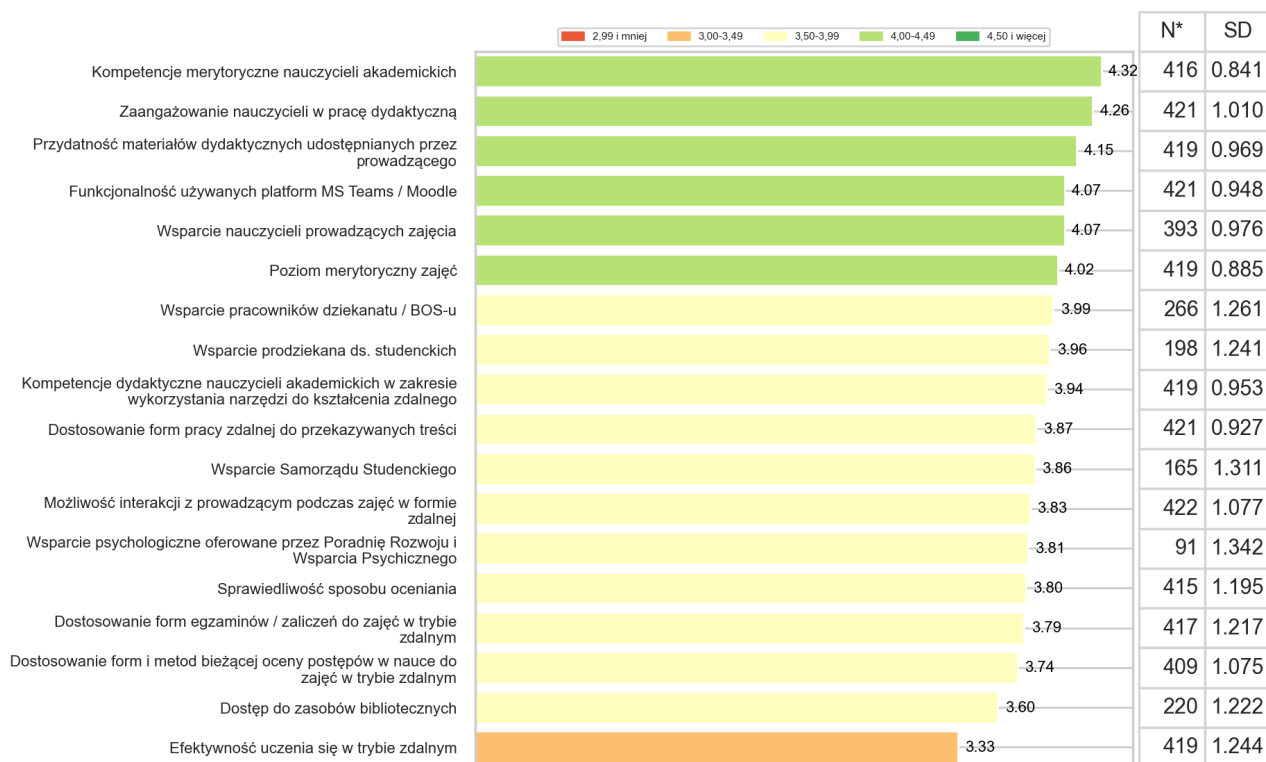 2,99 i mniej 3,00-3,49 3,50-3,99 4,00-4,49 4,50 i więcej N* SD
Kompetencje merytoryczne nauczycieli akademickich 4.32 416 0.841
Zaangażowanie nauczycieli w pracę dydaktyczną 4.26 421 1.010
Przydatność materiałów dydaktycznych udostępnianych przez
prowadzącego 4.15 419 0.969
Funkcjonalność używanych platform MS Teams / Moodle 4.07 421 0.948
Wsparcie nauczycieli prowadzących zajęcia 4.07 393 0.976
Poziom merytoryczny zajęć 4.02 419 0.885
Wsparcie pracowników dziekanatu / BOS-u 3.99 266 1.261
Wsparcie prodziekana ds. studenckich 3.96 198 1.241
Kompetencje dydaktyczne nauczycieli akademickich w zakresie
wykorzystania narzędzi do kształcenia zdalnego 3.94 419 0.953
Dostosowanie form pracy zdalnej do przekazywanych treści 3.87 421 0.927
Wsparcie Samorządu Studenckiego 3.86 165 1.311
Możliwość interakcji z prowadzącym podczas zajęć w formie
zdalnej 3.83 422 1.077
Wsparcie psychologiczne oferowane przez Poradnię Rozwoju i
Wsparcia Psychicznego 3.81 91 1.342
Sprawiedliwość sposobu oceniania 3.80 415 1.195
Dostosowanie form egzaminów / zaliczeń do zajęć w trybie
zdalnym 3.79 417 1.217
Dostosowanie form i metod bieżącej oceny postępów w nauce do
zajęć w trybie zdalnym 3.74 409 1.075
Dostęp do zasobów bibliotecznych 3.60 220 1.222
Efektywność uczenia się w trybie zdalnym 3.33 419 1.244